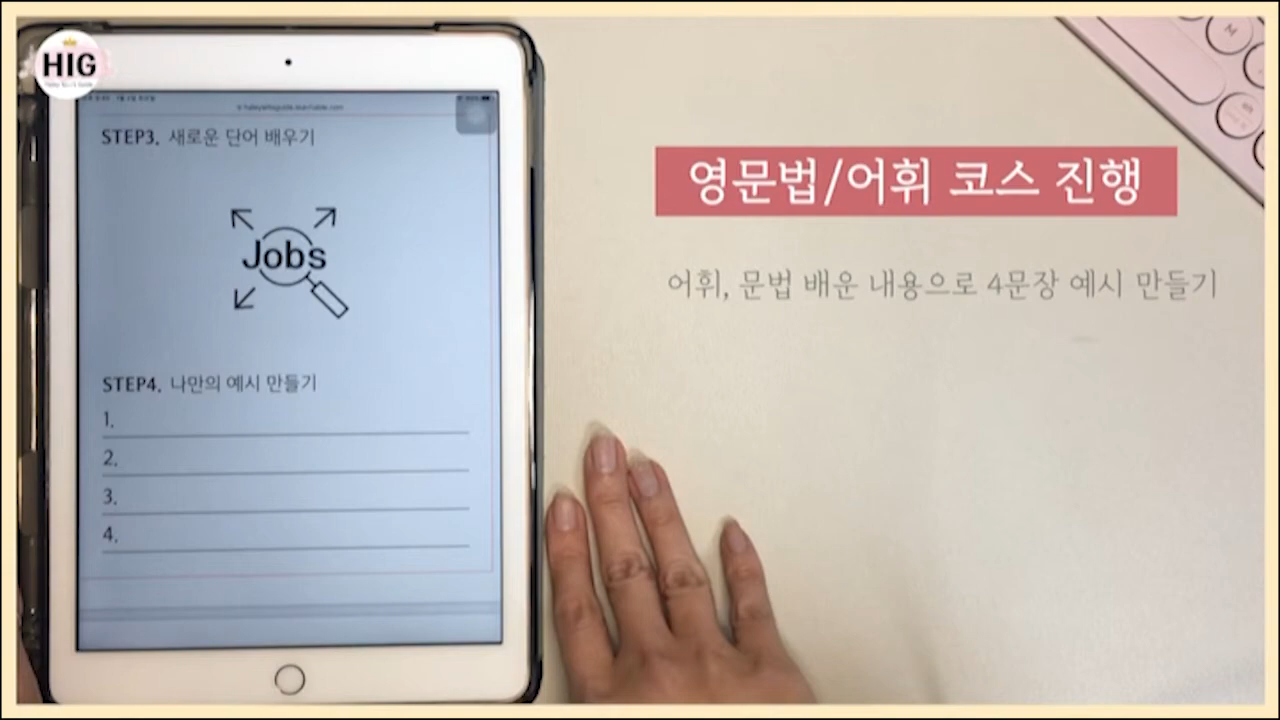 HIG
STEP3. 새로운 단어 배우기
Jobs
STEP4. 나만의 예시 만들기
1.
2.
3.
4.
영문법/어휘 코스 진행
어휘, 문법 배운 내용으로 4문장 예시 만들기